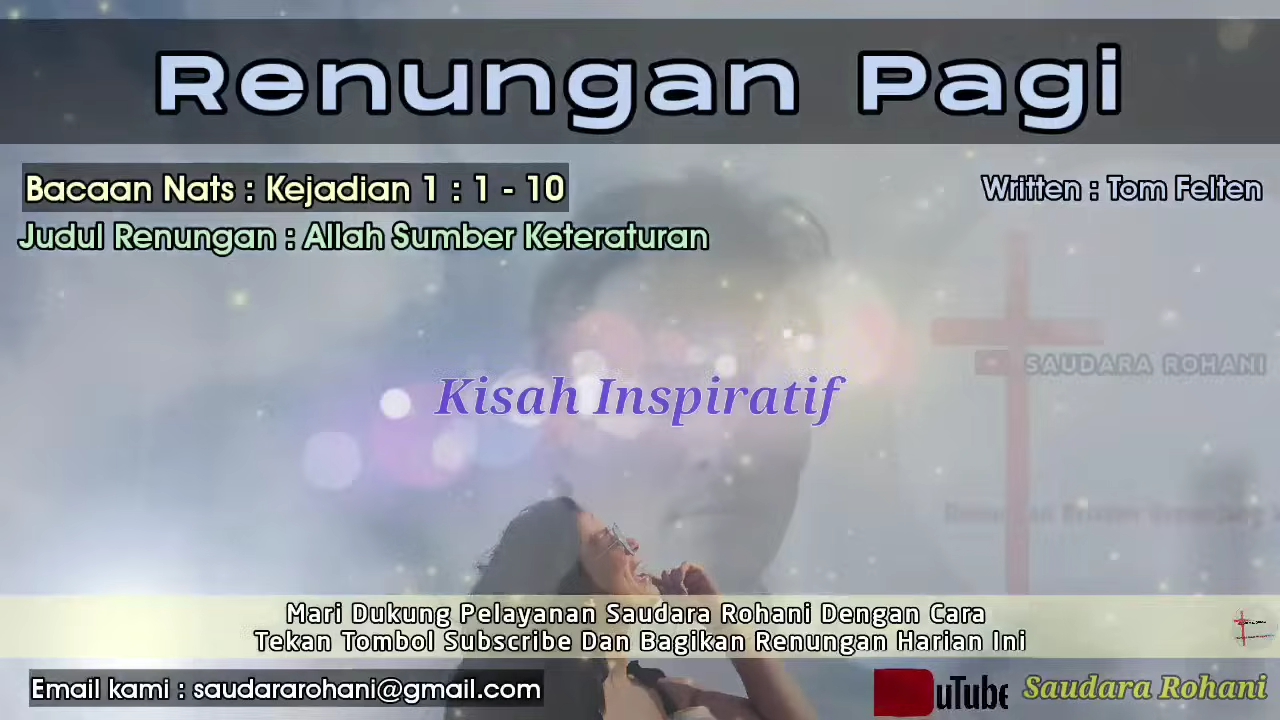 Renungan Pagi
Bacaan Nats : Kejadian 1 : 1 - 10
Written : Tom Felten
Judul Renungan : Allah Sumber Keteraturan
SAUDARA ROHANI
Kisah Inspiratif
Mari Dukung Pelayanan Saudara Rohani Dengan Cara
Tekan Tombol Subscribe Dan Bagikan Renungan Harian Ini
Email kami : saudararohani@gmail.com
uTube
Saudara Rohani